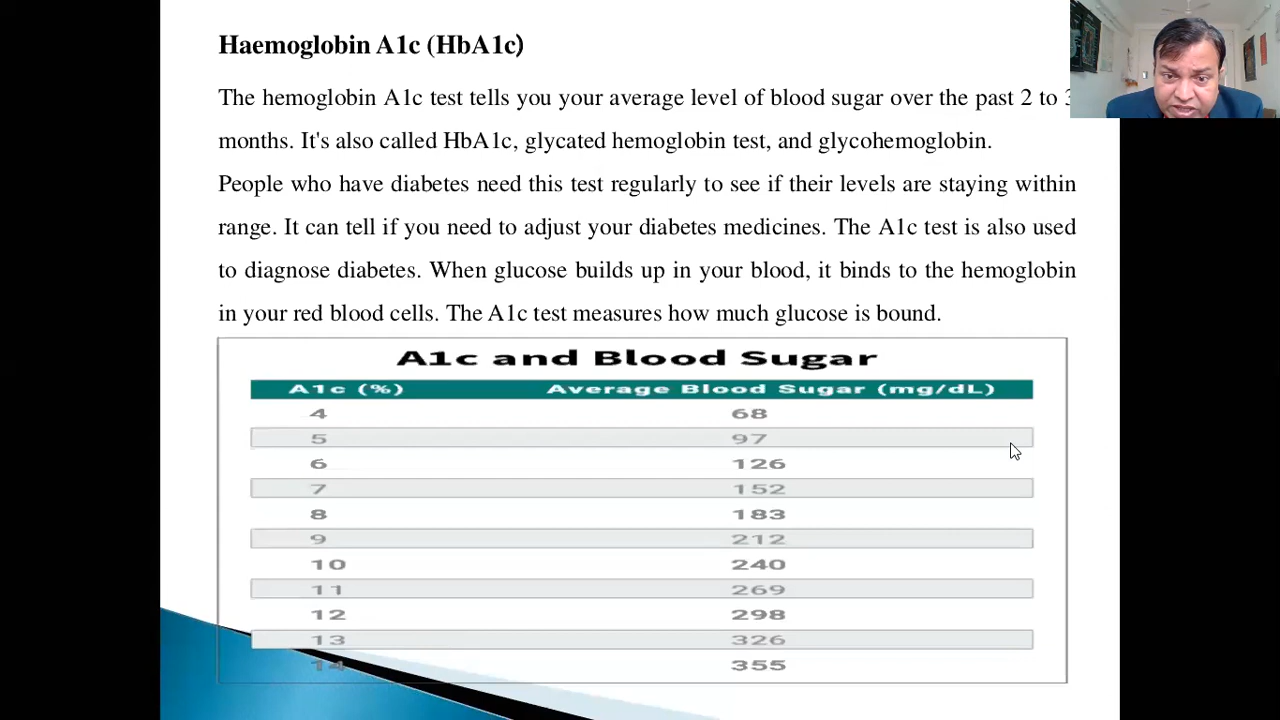 Haemoglobin A1c (HbA1c)
The hemoglobin A1c test tells you your average level of blood sugar over the past 2 to 3
months. It's also called HbA1c, glycated hemoglobin test, and glycohemoglobin.
People who have diabetes need this test regularly to see if their levels are staying within
range. It can tell if you need to adjust your diabetes medicines. The A1c test is also used
to diagnose diabetes. When glucose builds up in your blood, it binds to the hemoglobin
in your red blood cells. The A1c test measures how much glucose is bound.
A1c and Blood Sugar
A1c (%) Average Blood Sugar (mg/dL)
4 68
5 97
6 126
7 152
8 183
9 212
10 240
11 269
12 298
13 326
14 355